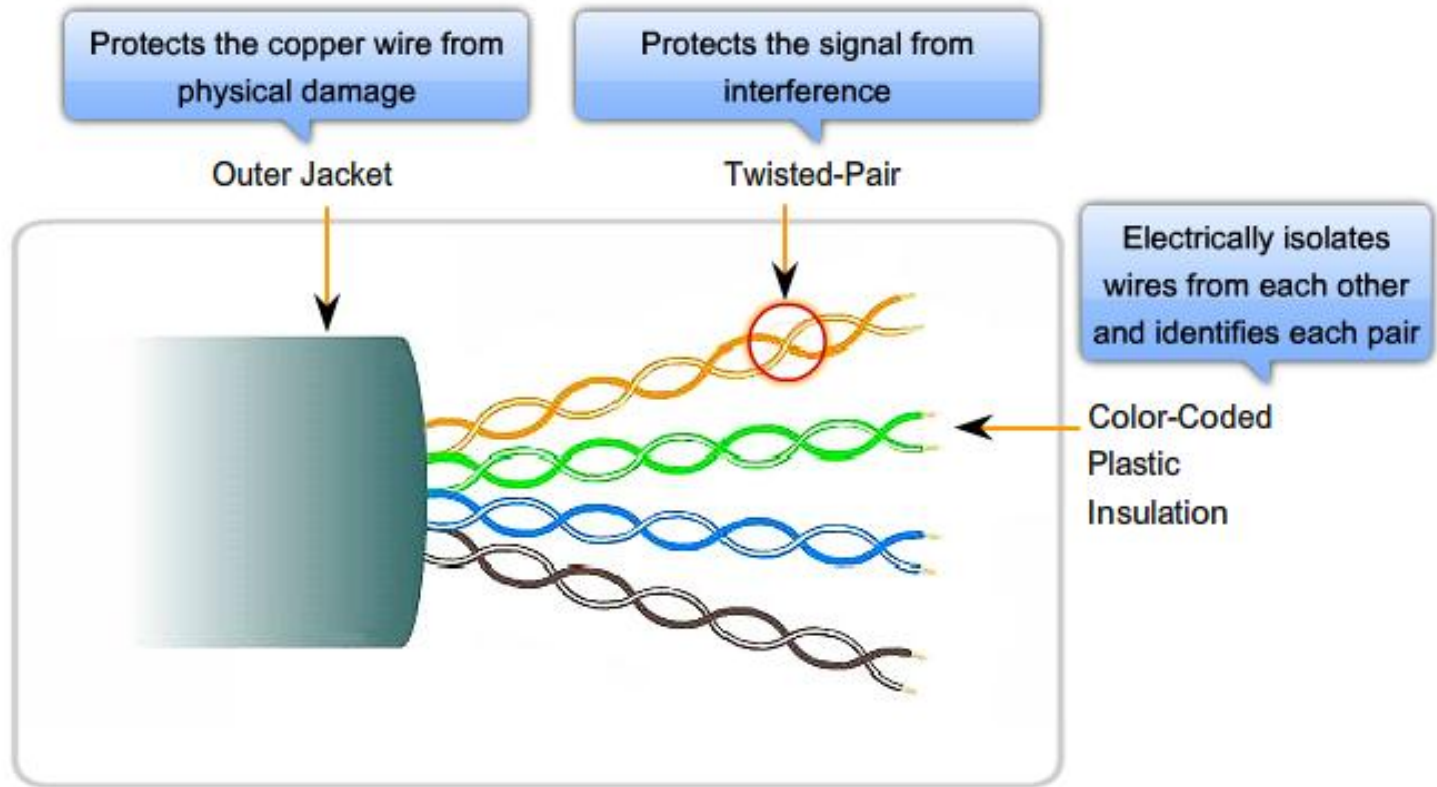 Protects the copper wire from
physical damage
Protects the signal from
interference
Outer Jacket
Twisted-Pair
Electrically isolates
wires from each other
and identifies each pair
Color-Coded
Plastic
Insulation